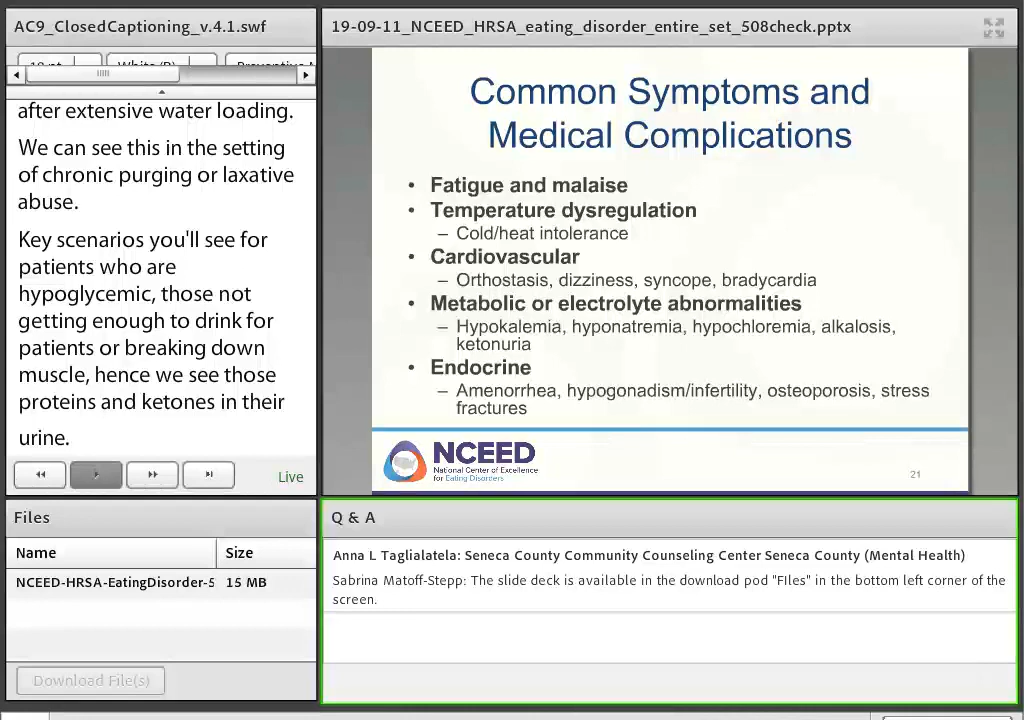 AC9_ClosedCaptioning_v.4.1.swf
after extensive water loading.
We can see this in the setting
of chronic purging or laxative
abuse.
Key scenarios you'll see for
patients who are
hypoglycemic, those not
getting enough to drink for
patients or breaking down
muscle, hence we see those
proteins and ketones in their
urine.
Live
19-09-11_NCEED_HRSA_eating_disorder_entire_set_508check.pptx
Common Symptoms and
Medical Complications
• Fatigue and malaise
• Temperature dysregulation
– Cold/heat intolerance
• Cardiovascular
– Orthostasis, dizziness, syncope, bradycardia
• Metabolic or electrolyte abnormalities
– Hypokalemia, hyponatremia, hypochloremia, alkalosis,
ketonuria
• Endocrine
– Amenorrhea, hypogonadism/infertility, osteoporosis, stress
fractures
NCEED
National Center of Excellence
for Eating Disorders
21
Files
Name Size
NCEED-HRSA-EatingDisorder-5 15 MB
Download File(s)
Q & A
Anna L Taglialatela: Seneca County Community Counseling Center Seneca County (Mental Health)
Sabrina Matoff-Stepp: The slide deck is available in the download pod "FIles" in the bottom left corner of the
screen.